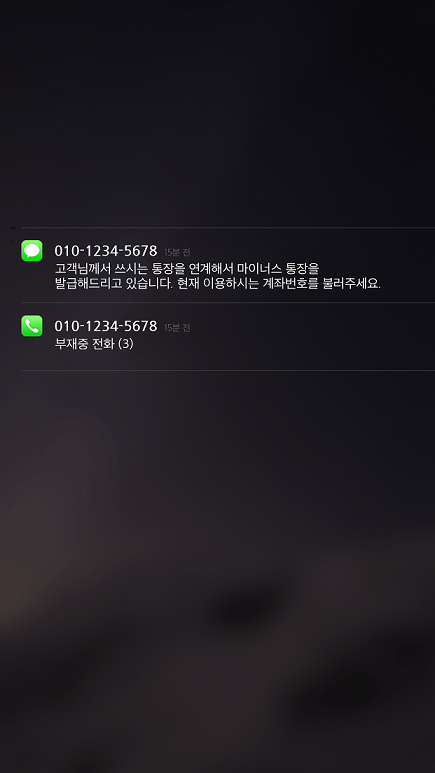 010-1234-5678 15분 전
고객님께서 쓰시는 통장을 연계해서 마이너스 통장을
발급해드리고 있습니다. 현재 이용하시는 계좌번호를 불러주세요.
010-1234-5678 15분 전
부재중 전화 (3)